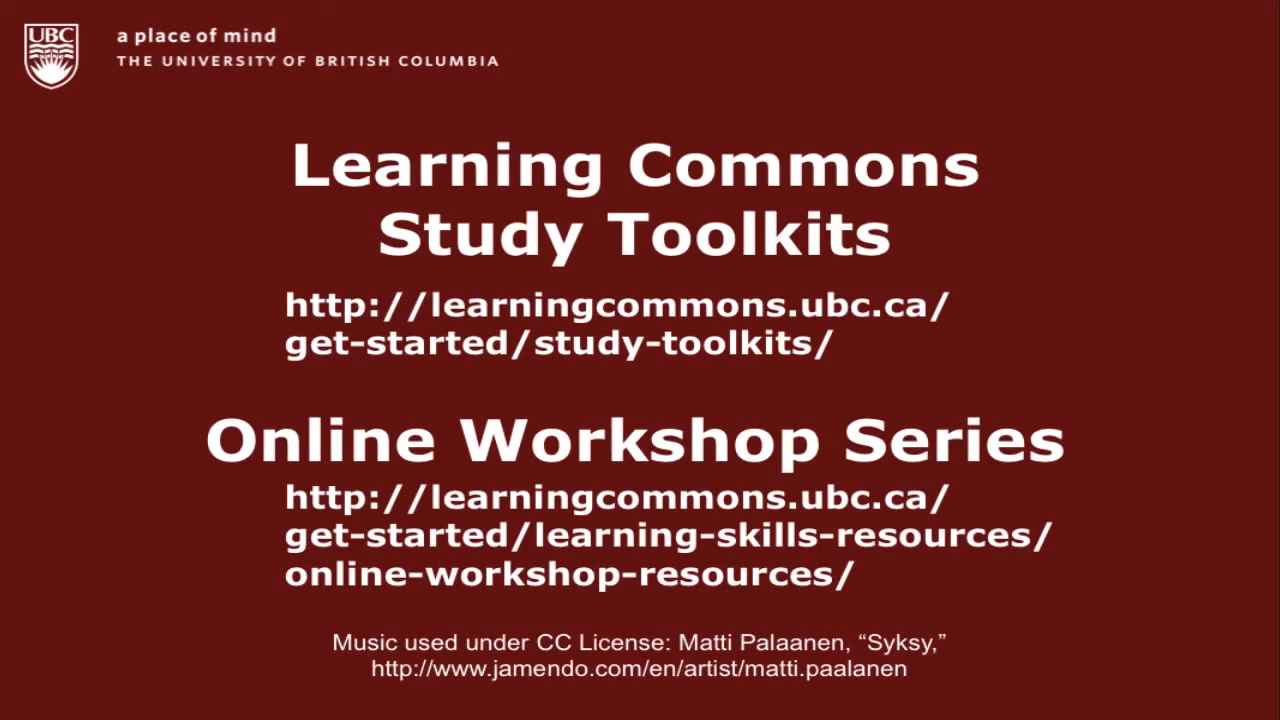 UBC
a place of mind
THE UNIVERSITY OF BRITISH COLUMBIA
Learning Commons
Study Toolkits
http://learningcommons.ubc.ca/
get-started/study-toolkits/
Online Workshop Series
http://learningcommons.ubc.ca/
get-started/learning-skills-resources/
online-workshop-resources/
Music used under CC License: Matti Palaanen, “Syksy,”
http://www.jamendo.com/en/artist/matti.paalanen